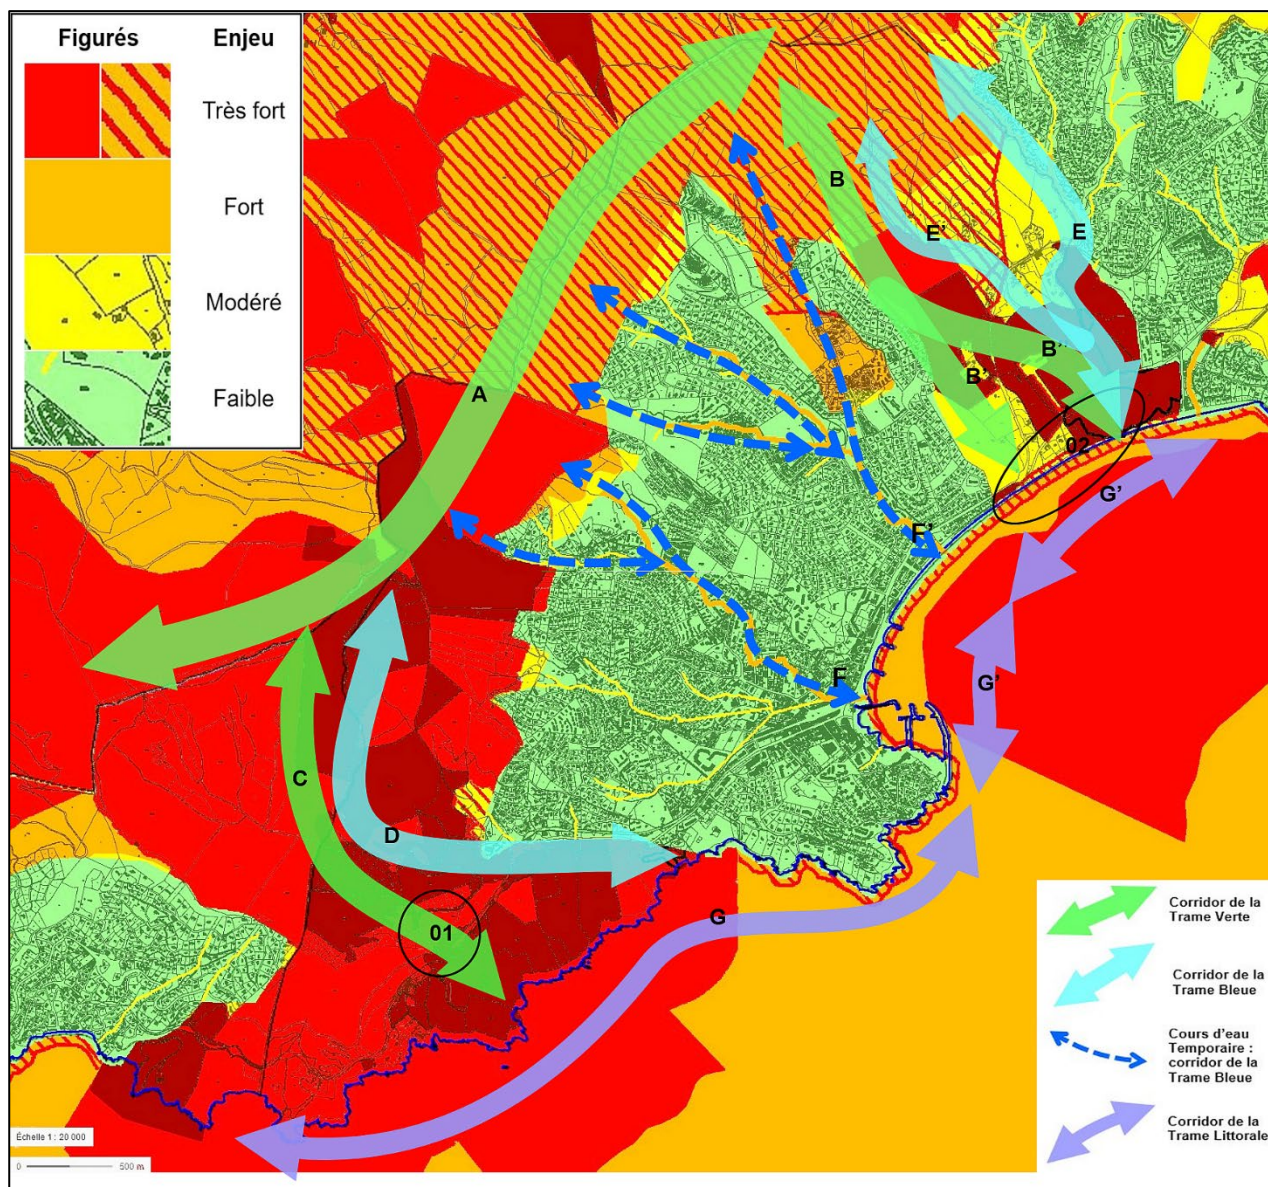 Figurés Enjeu
Très fort
Fort
Modéré
Faible
A
B
E'
E
B'
B"
02
G'
F'
G'
F
C
D
01
G
Corridor de la
Trame Verte
Corridor de la
Trame Bleue
Cours d'eau
Temporaire :
corridor de la
Trame Bleue
Corridor de la
Trame Littorale
Échelle 1 : 20 000
0 500 m